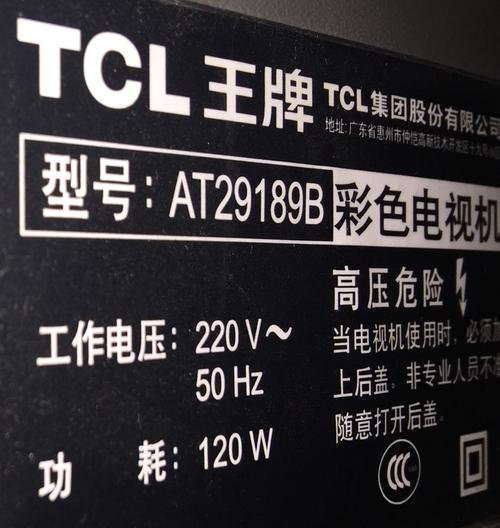 TCL 王牌 TCL集团股份有限公司
地址: 广东省惠州市仲恺高新技术开发区十九号
型号: AT29189B 彩色电视机
高压危险
工作电压: 220 V~
50 Hz
当电视机使用时, 必须
上后盖。非专业人员不
随意打开后盖。
功 耗: 120 W
CCC